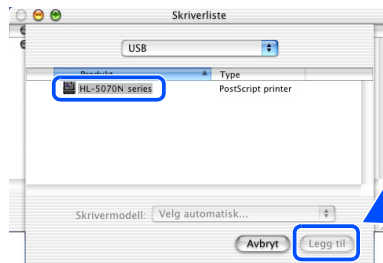 Skriverliste
USB
Produkt Type
HL-5070N series PostScript printer
Skrivermodell: Velg automatisk...
Avbryt Legg til